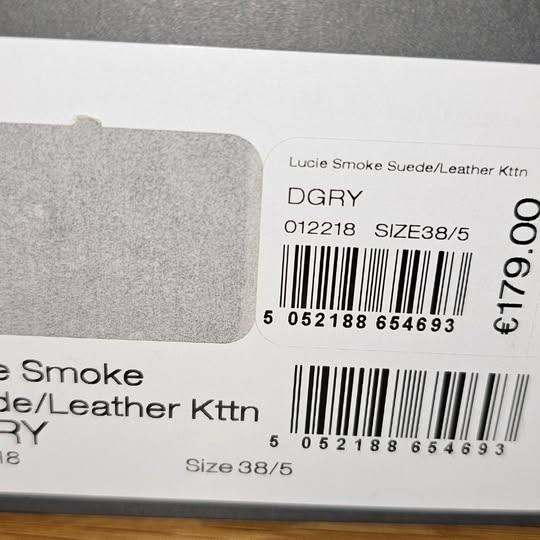 Lucie Smoke Suede/Leather Kttn
DGRY
012218 SIZE38/5
5 052188 654693
€179.00
e Smoke
de/Leather Kttn
RY
18
Size 38/5
5 052188 654693